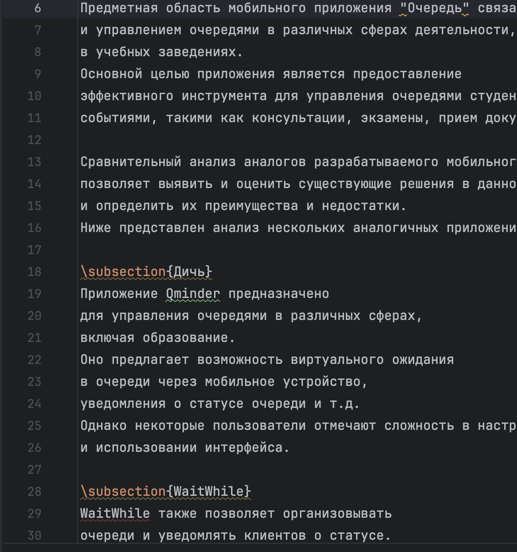 6 Предметная область мобильного приложения "Очередь" связа
7 и управлением очередями в различных сферах деятельности,
8 в учебных заведениях.
9 Основной целью приложения является предоставление
10 эффективного инструмента для управления очередями студен
11 событиями, такими как консультации, экзамены, прием доку
12
13 Сравнительный анализ аналогов разрабатываемого мобильног
14 позволяет выявить и оценить существующие решения в данно
15 и определить их преимущества и недостатки.
16 Ниже представлен анализ нескольких аналогичных приложени
17
18 \subsection{Дичь}
19 Приложение Qminder предназначено
20 для управления очередями в различных сферах,
21 включая образование.
22 Оно предлагает возможность виртуального ожидания
23 в очереди через мобильное устройство,
24 уведомления о статусе очереди и т.д.
25 Однако некоторые пользователи отмечают сложность в настр
26 и использовании интерфейса.
27
28 \subsection{WaitWhile}
29 WaitWhile также позволяет организовывать
30 очереди и уведомлять клиентов о статусе.